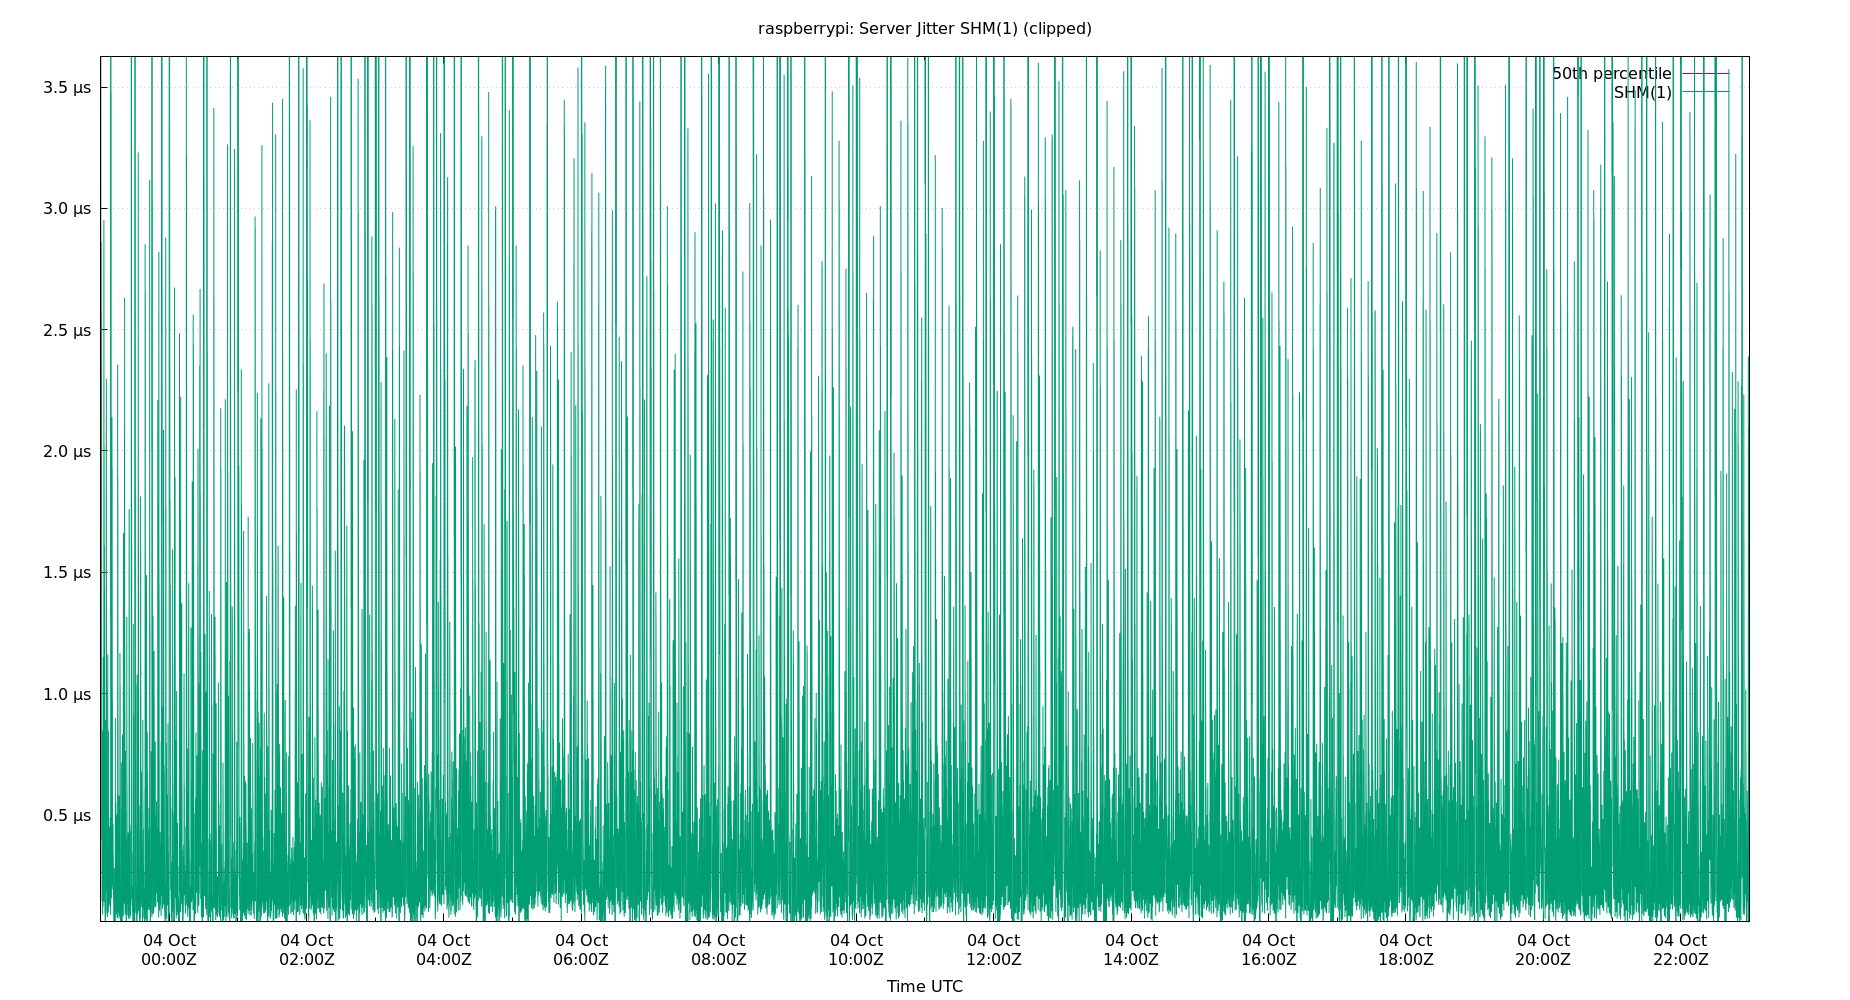 raspberrypi: Server Jitter SHM(1) (clipped)
50th percentile
SHM(1)
3.5 µs
3.0 µs
2.5 µs
2.0 µs
1.5 µs
1.0 µs
0.5 µs
04 Oct 04 Oct 04 Oct 04 Oct 04 Oct 04 Oct 04 Oct 04 Oct 04 Oct 04 Oct 04 Oct 04 Oct
00:00Z 02:00Z 04:00Z 06:00Z 08:00Z 10:00Z 12:00Z 14:00Z 16:00Z 18:00Z 20:00Z 22:00Z
Time UTC